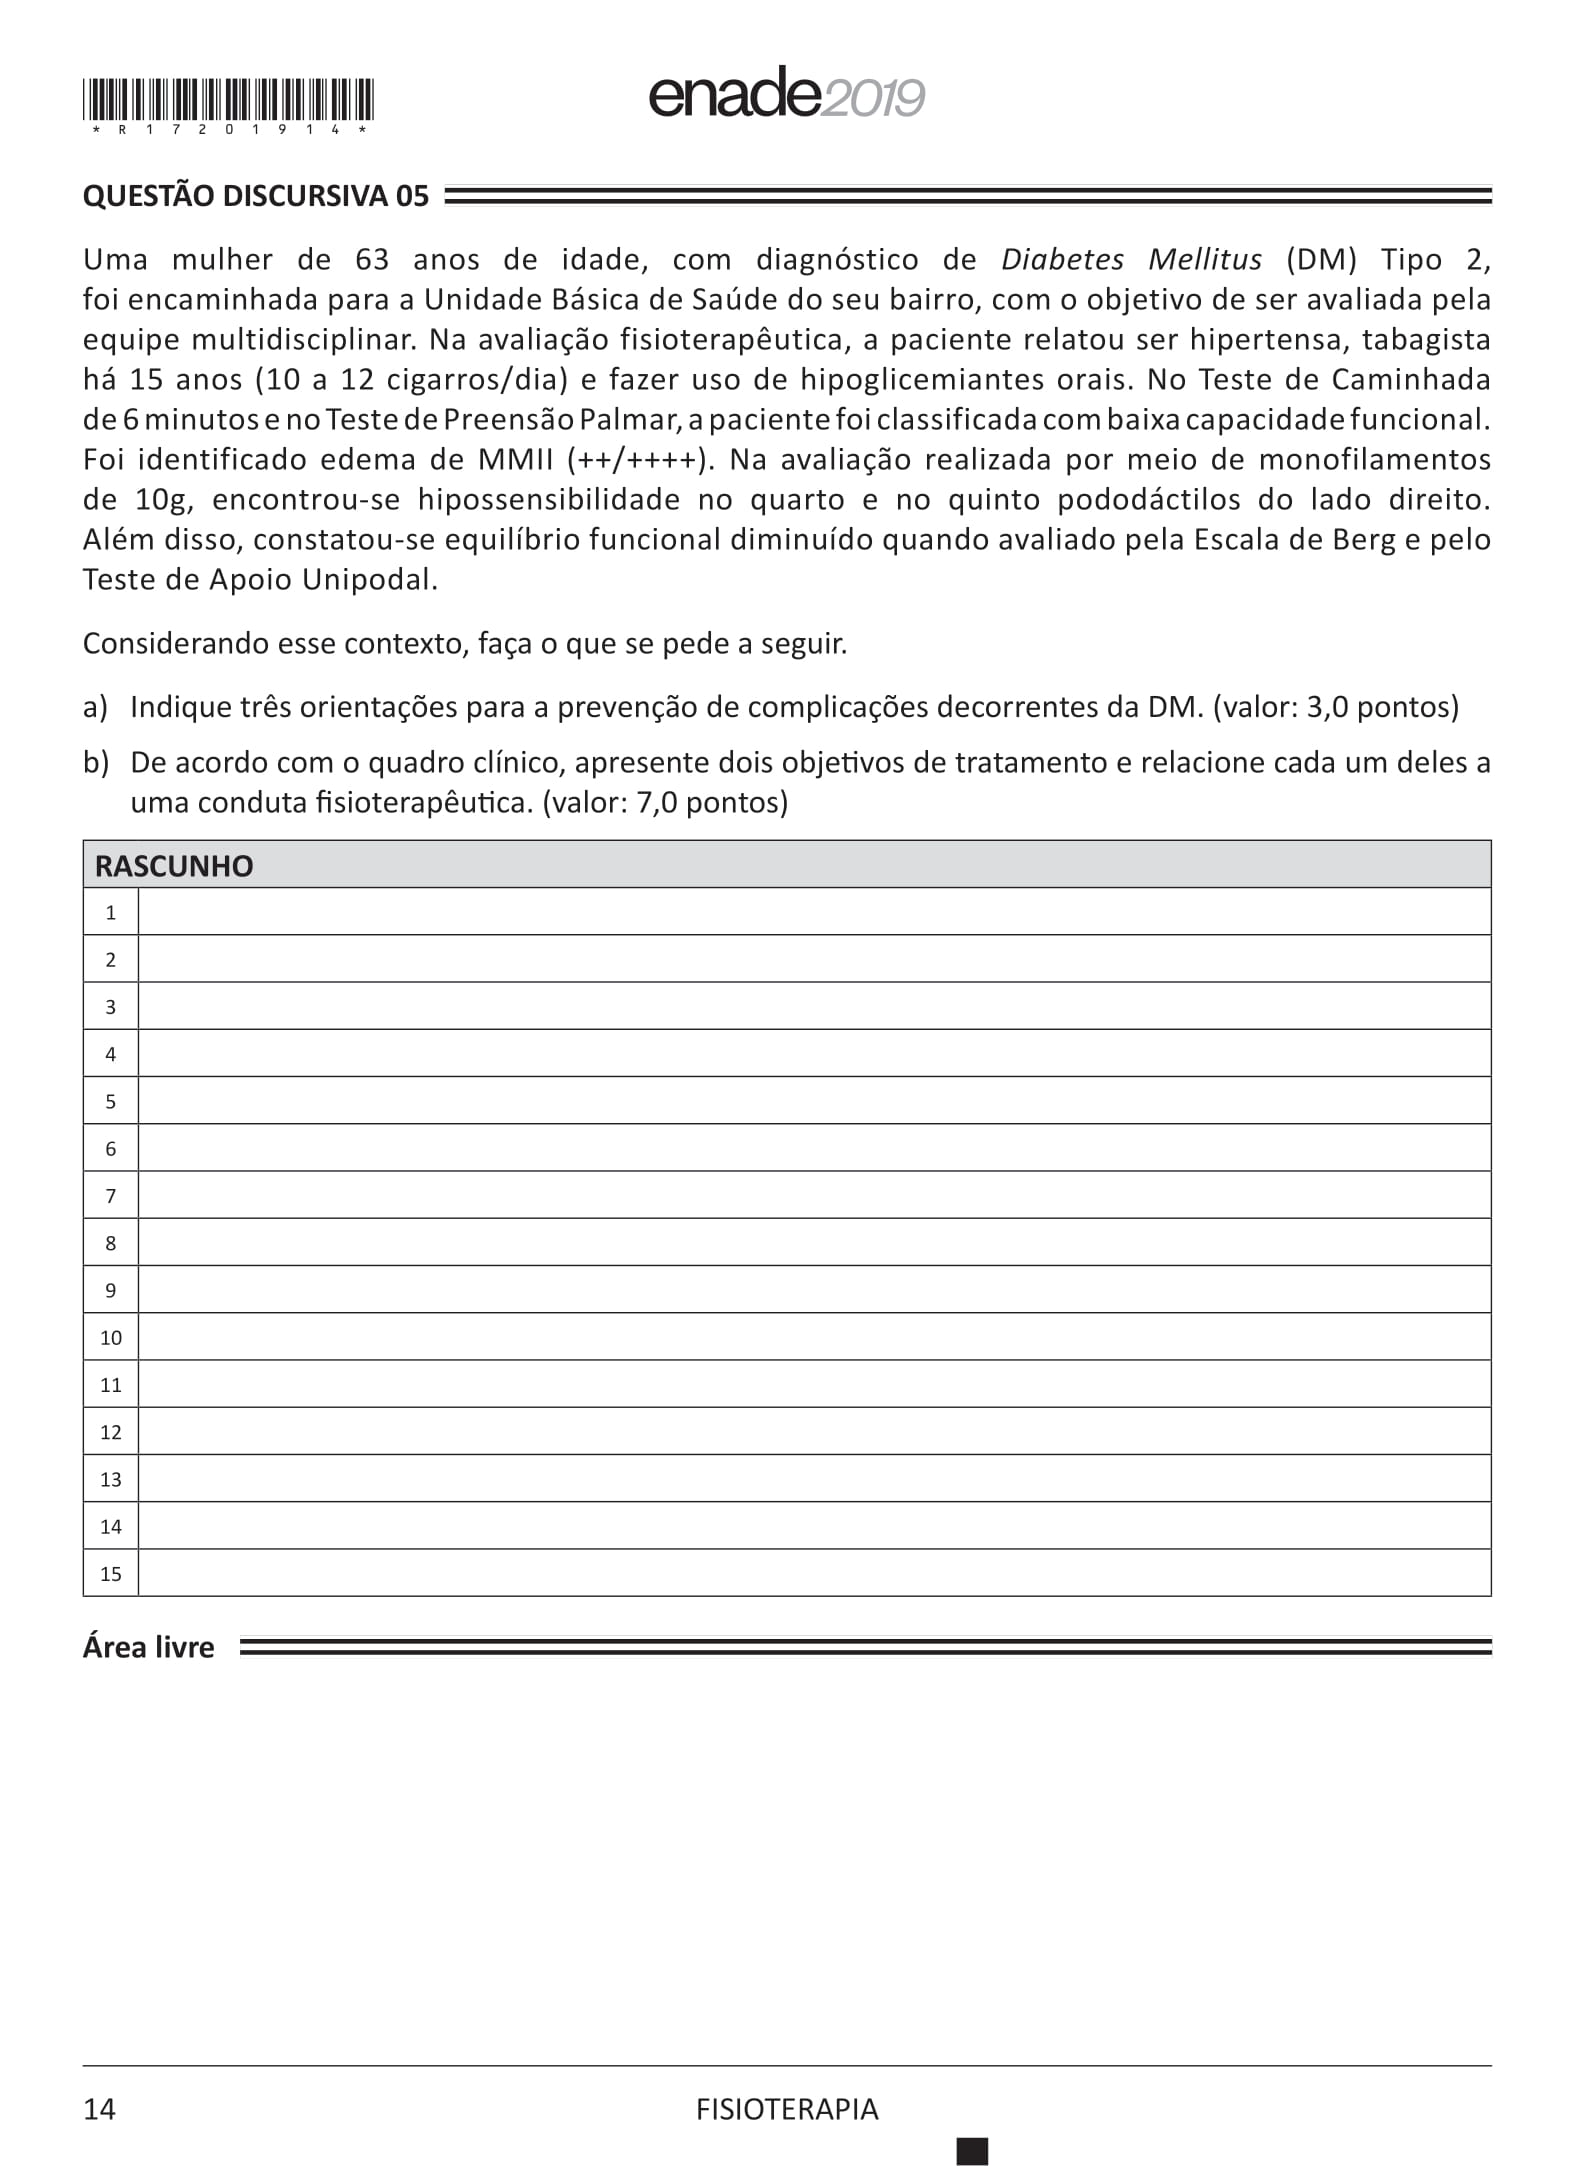 *R17201914*
enade2019
QUESTÃO DISCURSIVA 05
Uma mulher de 63 anos de idade, com diagnóstico de Diabetes Mellitus (DM) Tipo 2,
foi encaminhada para a Unidade Básica de Saúde do seu bairro, com o objetivo de ser avaliada pela
equipe multidisciplinar. Na avaliação fisioterapêutica, a paciente relatou ser hipertensa, tabagista
há 15 anos (10 a 12 cigarros/dia) e fazer uso de hipoglicemiantes orais. No Teste de Caminhada
de 6 minutos e no Teste de Preensão Palmar, a paciente foi classificada com baixa capacidade funcional.
Foi identificado edema de MMII (++/++++). Na avaliação realizada por meio de monofilamentos
de 10g, encontrou-se hipossensibilidade no quarto e no quinto pododáctilos do lado direito.
Além disso, constatou-se equilíbrio funcional diminuído quando avaliado pela Escala de Berg e pelo
Teste de Apoio Unipodal.
Considerando esse contexto, faça o que se pede a seguir.
a) Indique três orientações para a prevenção de complicações decorrentes da DM. (valor: 3,0 pontos)
b) De acordo com o quadro clínico, apresente dois objetivos de tratamento e relacione cada um deles a
uma conduta fisioterapêutica. (valor: 7,0 pontos)
RASCUNHO
1
2
3
4
5
6
7
8
9
10
11
12
13
14
15
Área livre
14 FISIOTERAPIA